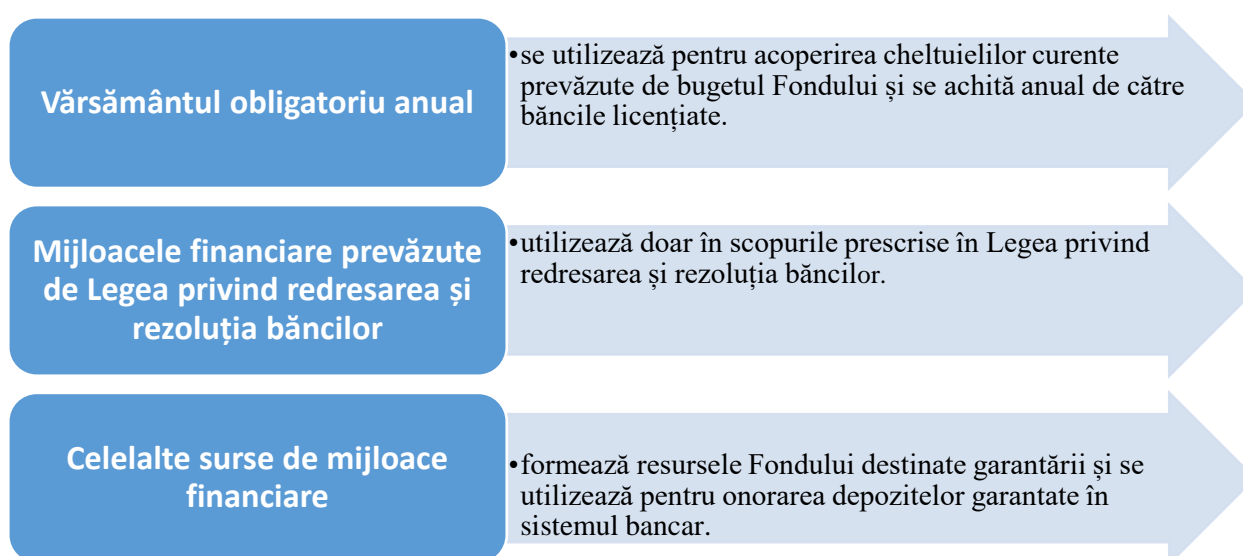 Vărsământul obligatoriu anual
•se utilizează pentru acoperirea cheltuielilor curente
prevăzute de bugetul Fondului și se achită anual de către
băncile licențiate.
Mijloacele financiare prevăzute
de Legea privind redresarea și
rezoluția băncilor
•utilizează doar în scopurile prescrise în Legea privind
redresarea și rezoluția băncilor.
Celelalte surse de mijloace
financiare
•formează resursele Fondului destinate garantării și se
utilizează pentru onorarea depozitelor garantate în
sistemul bancar.